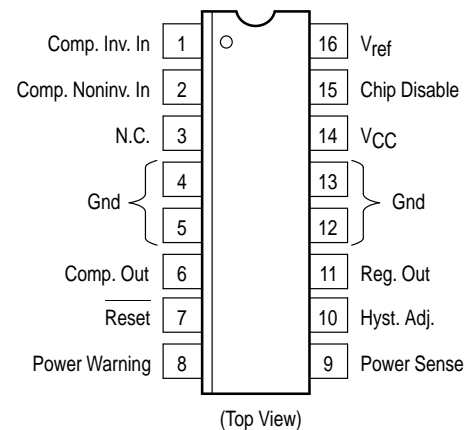 Comp. Inv. In 1 16 Vref
Comp. Noninv. In 2 15 Chip Disable
N.C. 3 14 VCC
4 13
Gnd Gnd
5 12
Comp. Out 6 11 Reg. Out
Reset 7 10 Hyst. Adj.
Power Warning 8 9 Power Sense
(Top View)